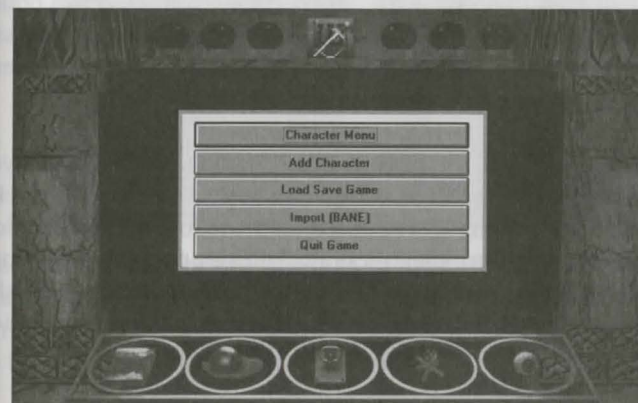 Character Menu
Add Character
Load Save Game
Import [BANE]
Quit Game